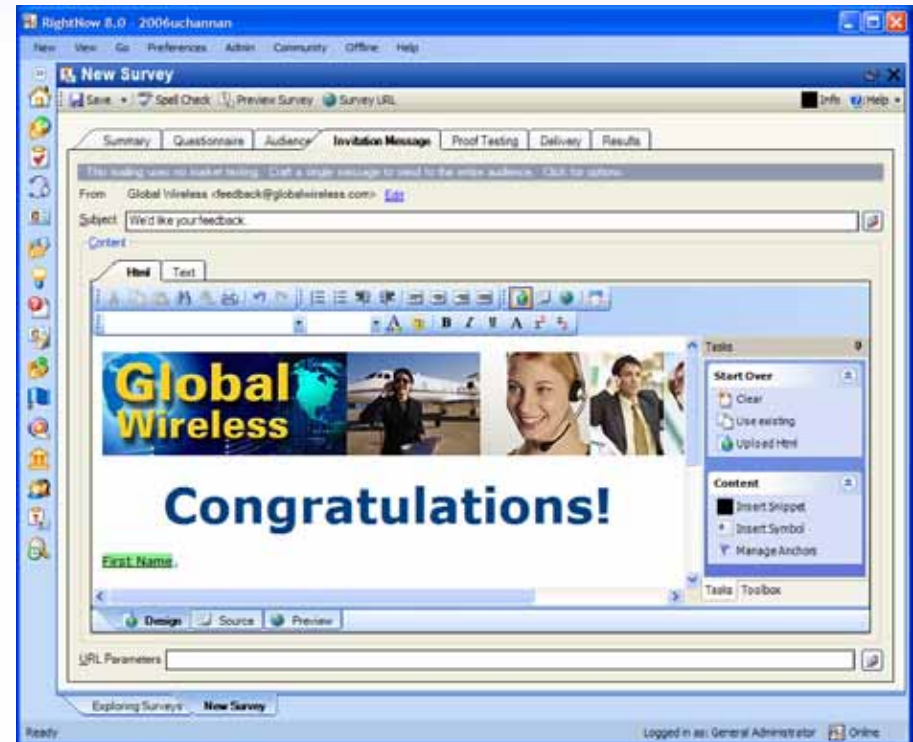 RightNow 8.0 - 2006uchannan
New View Go Preferences Admin Community Offline Help
New Survey
Save Spell Check Preview Survey Survey URL Info Help
Summary Questionnaire Audience Invitation Message Proof Testing Delivery Results
This mailing uses no market testing. Craft a single message to send to the entire audience. Click for options.
From Global Wireless <feedback@globalwireless.com> Edit
Subject We'd like your feedback.
Content
Html Text
Tasks
Start Over
Clear
Use existing
Upload Html
Content
Insert Snippet
Insert Symbol
Manage Anchors
Tasks Toolbox
Global
Wireless
Congratulations!
First Name,
Design Source Preview
URL Parameters
Exploring Surveys New Survey
Ready Logged in as: General Administrator Online